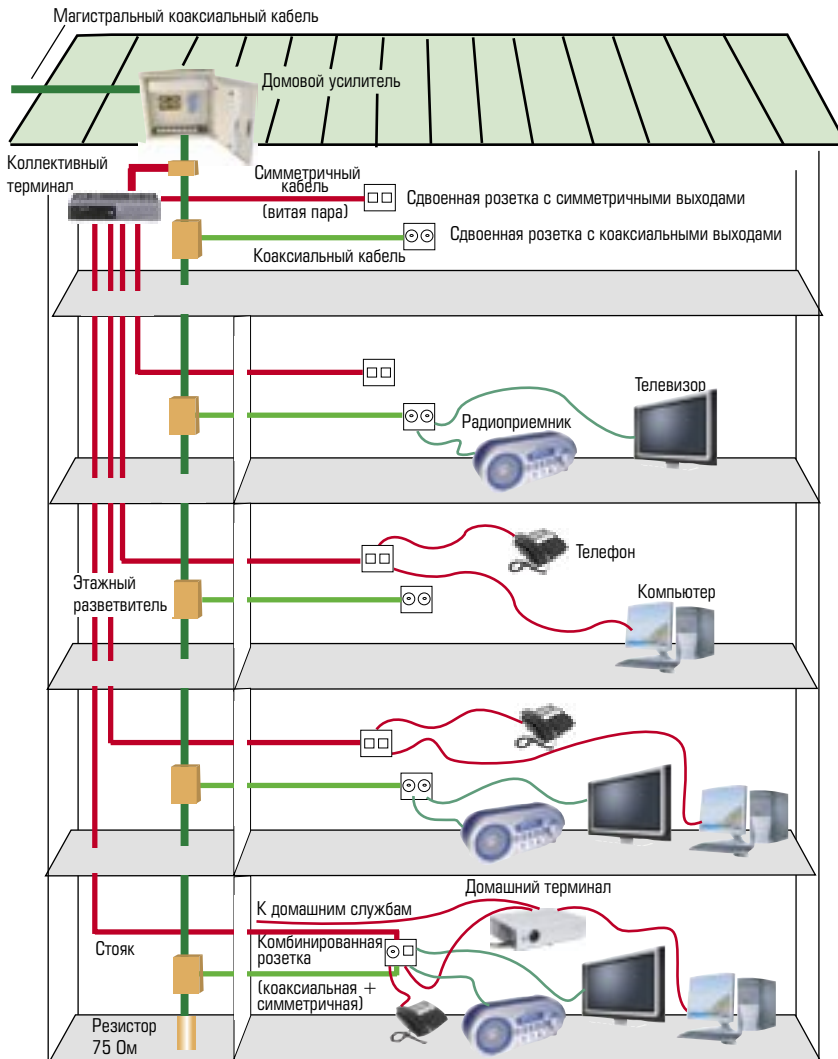 Магистральный коаксиальный кабель
Домовой усилитель
Коллективный
терминал
Симметричный
кабель
(витая пара)
Сдвоенная розетка с симметричными выходами
Сдвоенная розетка с коаксиальными выходами
Коаксиальный кабель
Телевизор
Радиоприемник
Телефон
Этажный
разветвитель
Компьютер
Домашний терминал
К домашним службам
Стояк
Комбинированная
розетка
(коаксиальная +
симметричная)
Резистор
75 Ом